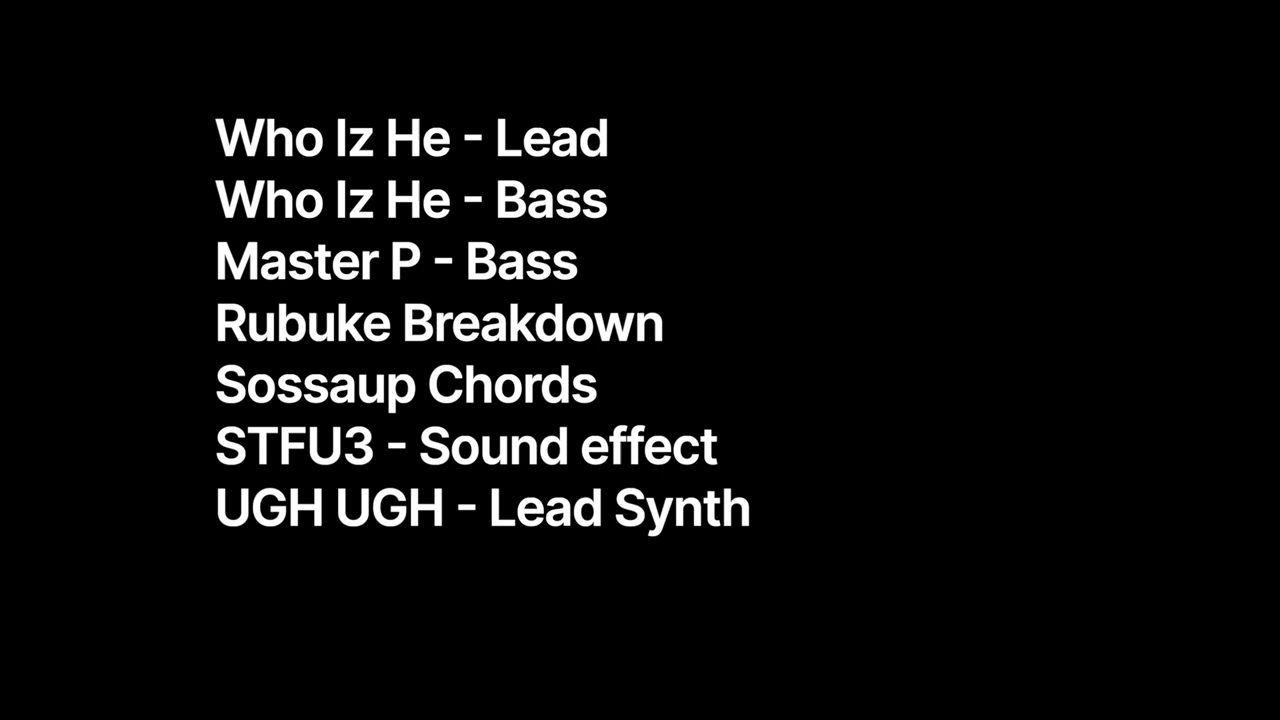 Who Iz He - Lead
Who Iz He - Bass
Master P - Bass
Rubuke Breakdown
Sossaup Chords
STFU3 - Sound effect
UGH UGH - Lead Synth